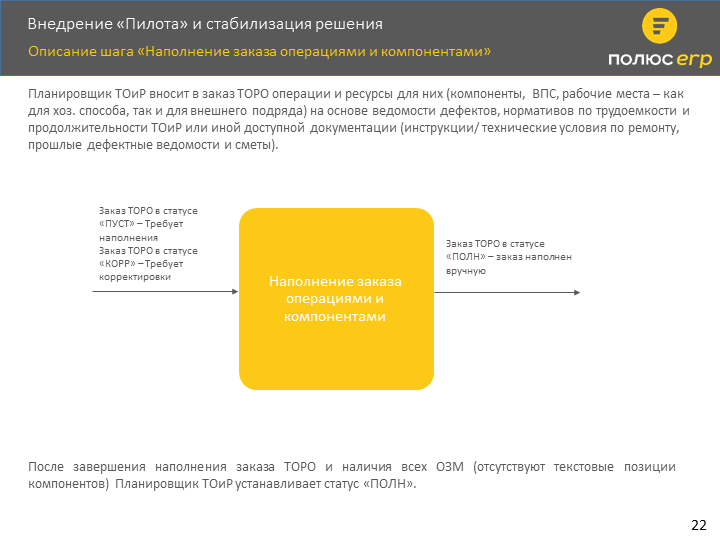 Внедрение «Пилота» и стабилизация решения
Описание шага «Наполнение заказа операциями и компонентами»
ПОЛЮС erp
Планировщик ТОиР вносит в заказ ТОРО операции и ресурсы для них (компоненты, ВПС, рабочие места – как
для хоз. способа, так и для внешнего подряда) на основе ведомости дефектов, нормативов по трудоемкости и
продолжительности ТОиР или иной доступной документации (инструкции/ технические условия по ремонту,
прошлые дефектные ведомости и сметы).
Заказ ТОРО в статусе
«ПУСТ» – Требует
наполнения
Заказ ТОРО в статусе
«КОРР» – Требует
корректировки
Наполнение заказа
операциями и
компонентами
Заказ ТОРО в статусе
«ПОЛН» – заказ наполнен
вручную
После завершения наполнения заказа ТОРО и наличия всех ОЗМ (отсутствуют текстовые позиции
компонентов) Планировщик ТОиР устанавливает статус «ПОЛН».
22